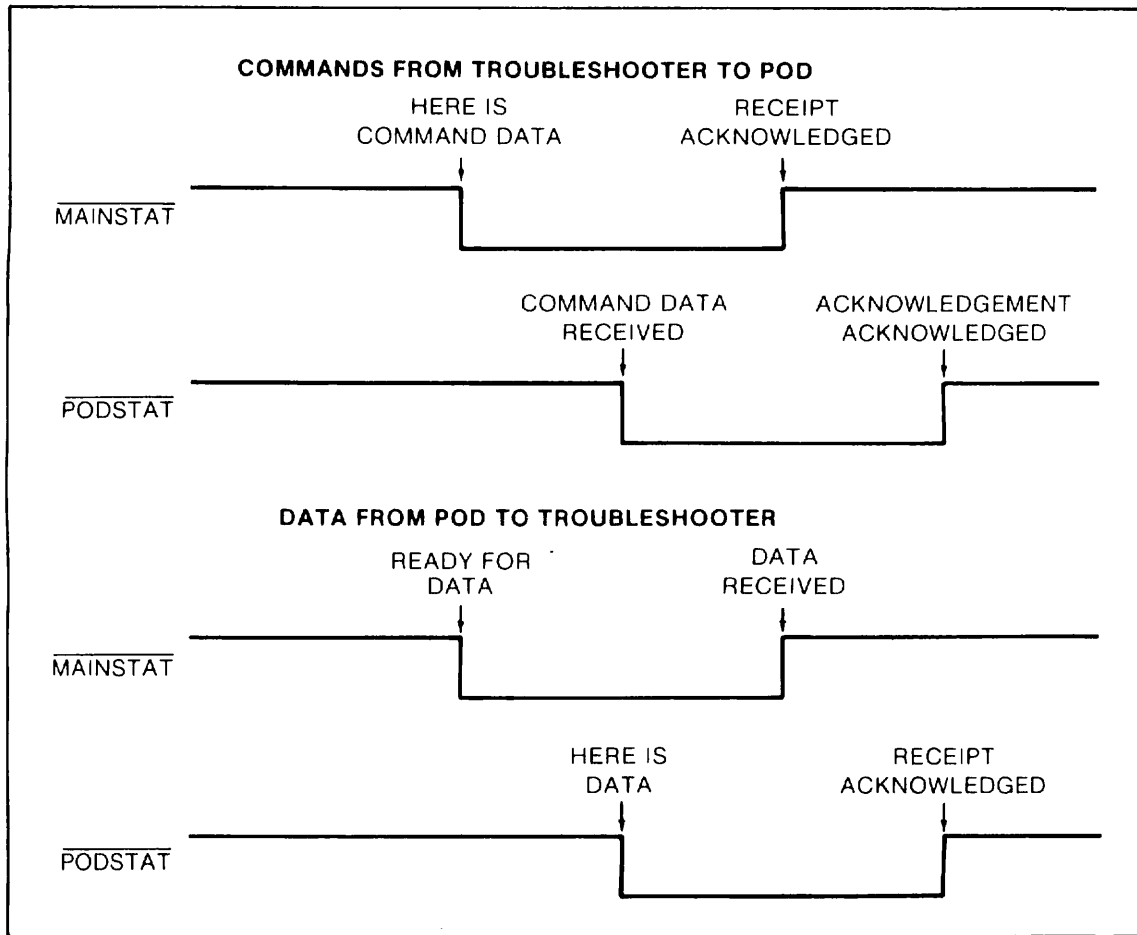 COMMANDS FROM TROUBLESHOOTER TO POD
HERE IS
COMMAND DATA
RECEIPT
ACKNOWLEDGED
MAINSTAT
COMMAND DATA
RECEIVED
ACKNOWLEDGEMENT
ACKNOWLEDGED
PODSTAT
DATA FROM POD TO TROUBLESHOOTER
READY FOR
DATA
DATA
RECEIVED
MAINSTAT
HERE IS
DATA
RECEIPT
ACKNOWLEDGED
PODSTAT